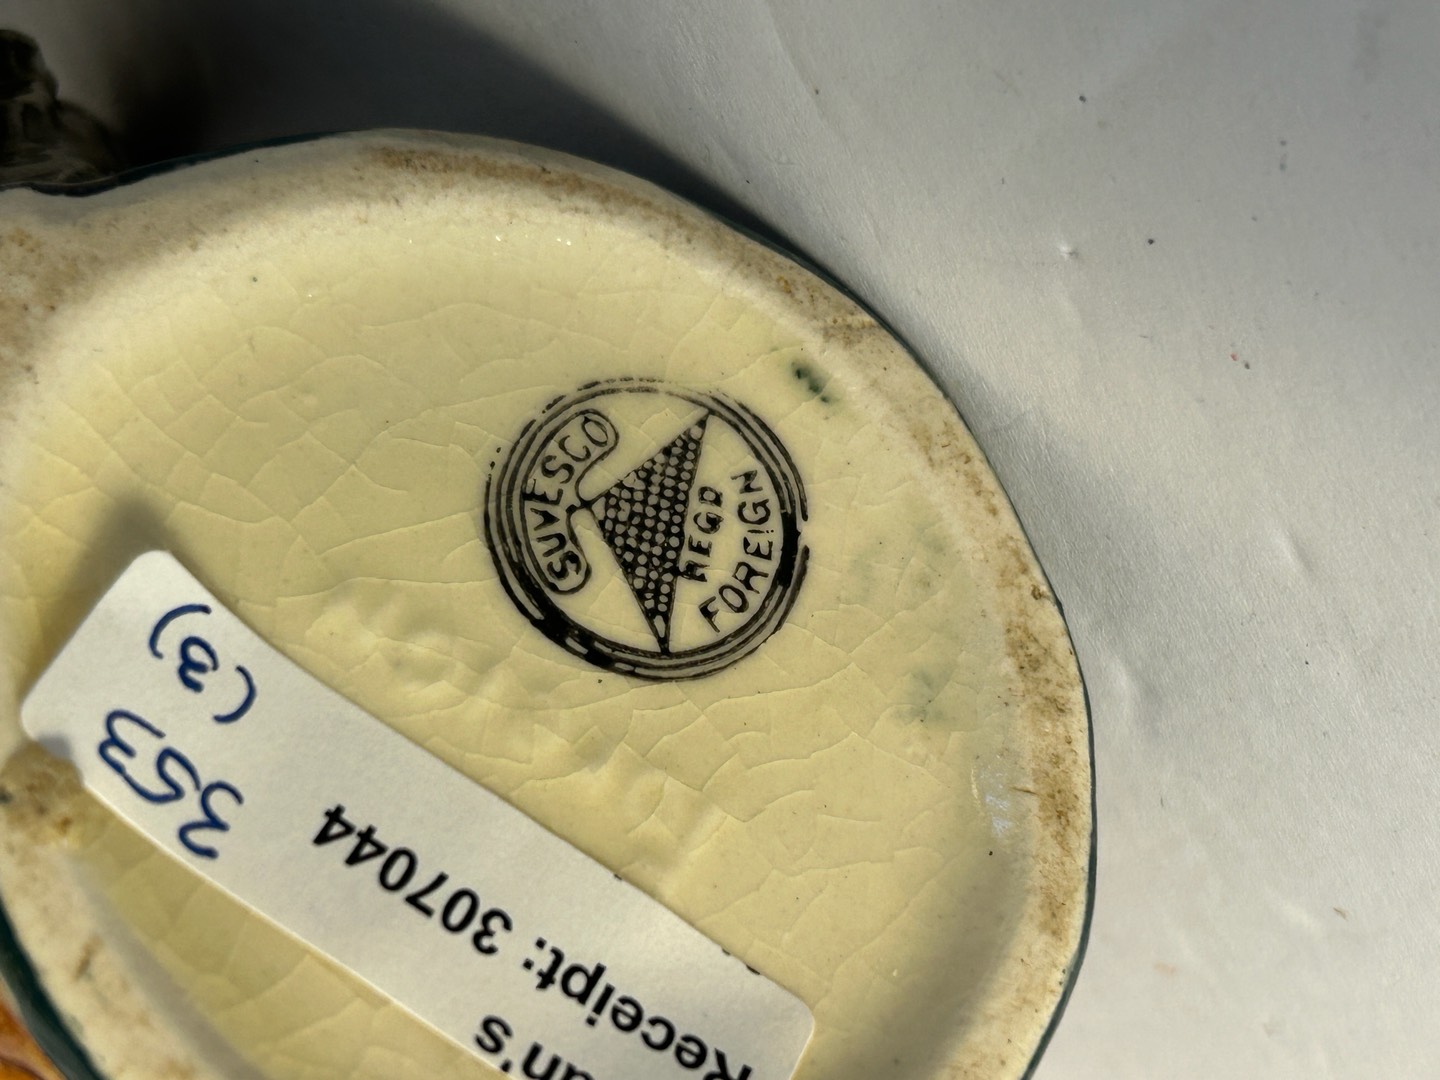 SUVESCO
REGD
FOREIGN
Receipt: 307044
353
(3)